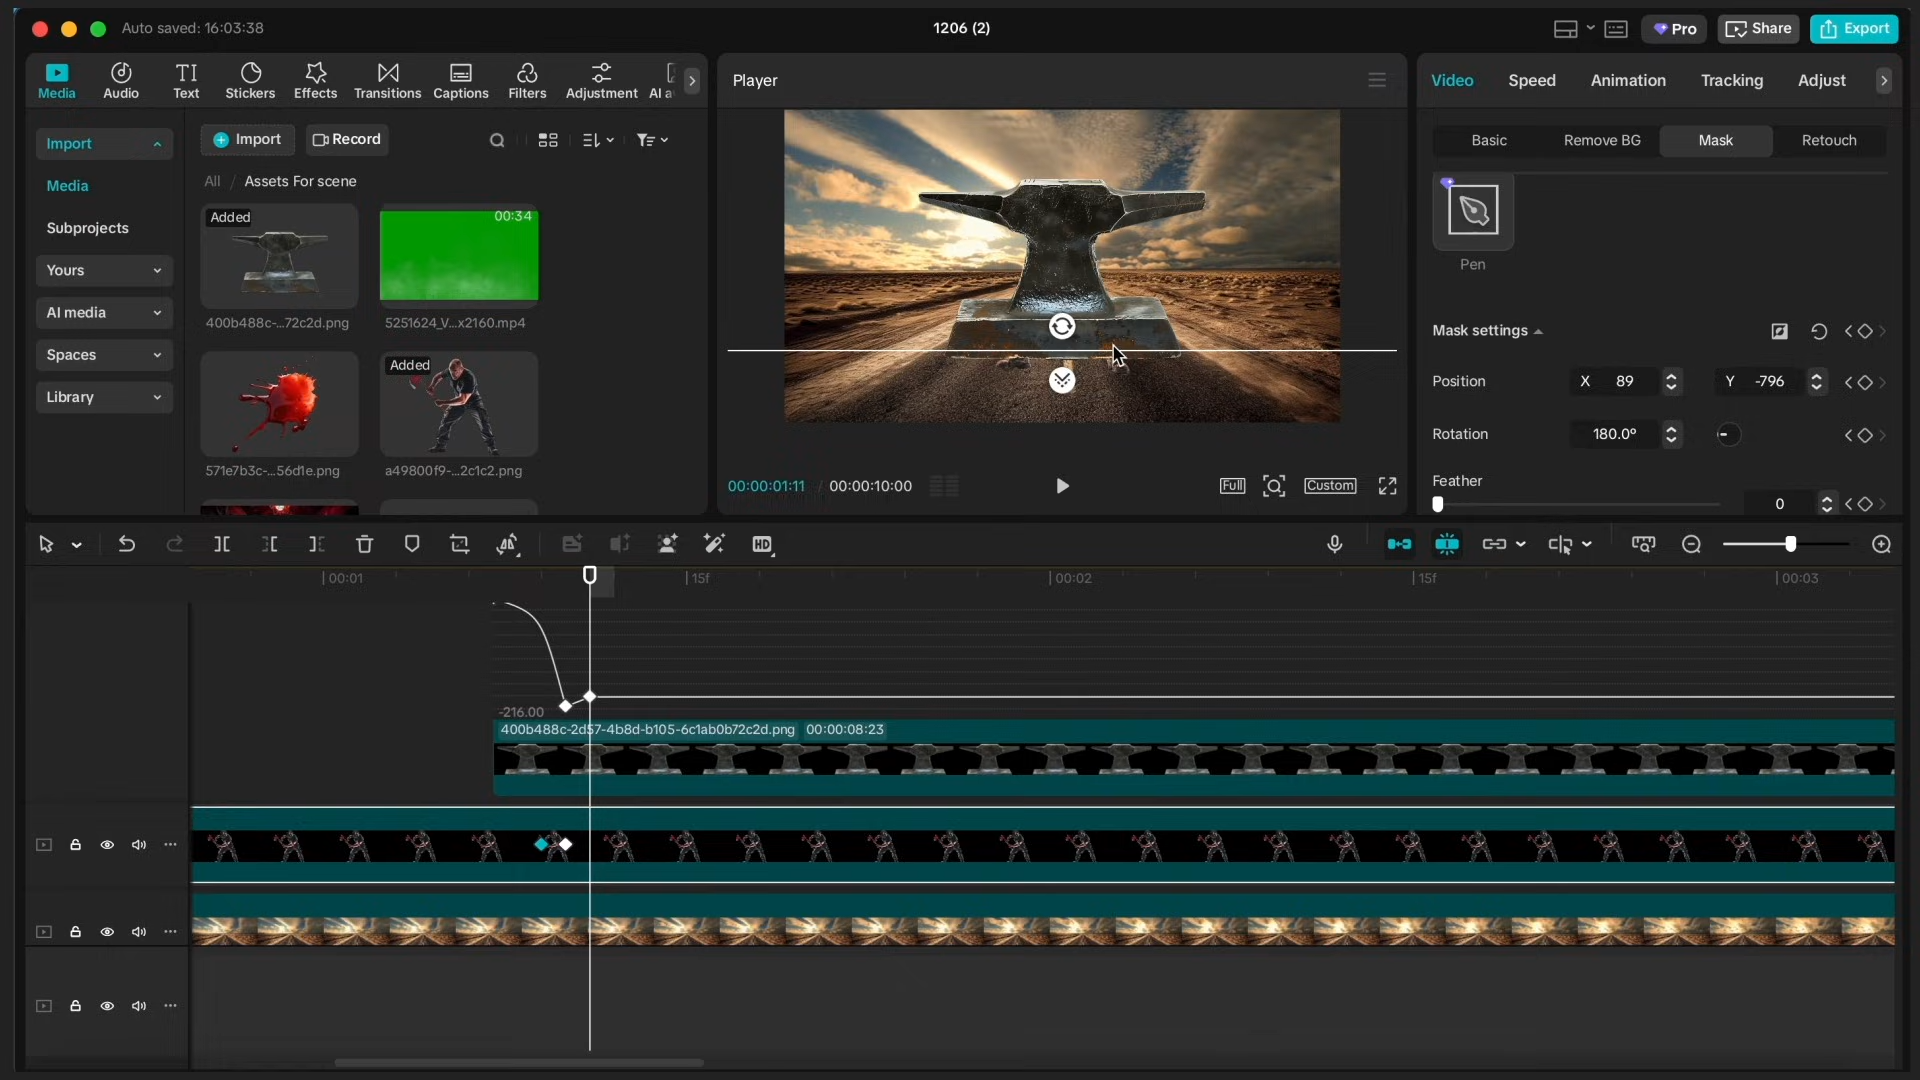 Auto saved: 16:03:38
1206 (2)
Pro
Share
Export
Media
Audio
TI
Text
Stickers
Effects
Transitions
Captions
Filters
Adjustment
AI a
Player
Video
Speed
Animation
Tracking
Adjust
Import
Media
Subprojects
Yours
AI media
Spaces
Library
Import
Record
All / Assets For scene
Added
00:34
400b488c-...72c2d.png
5251624_V...x2160.mp4
Added
571e7b3c-...56d1e.png
a49800f9-...2c1c2.png
00:00:01:11 / 00:00:10:00
Full
Custom
Basic
Remove BG
Mask
Retouch
Pen
Mask settings
Position
X 89
Y -796
Rotation
180.0°
Feather
0
HD
00:01
15f
00:02
15f
00:03
-216.00
400b488c-2d57-4b8d-b105-6c1ab0b72c2d.png 00:00:08:23